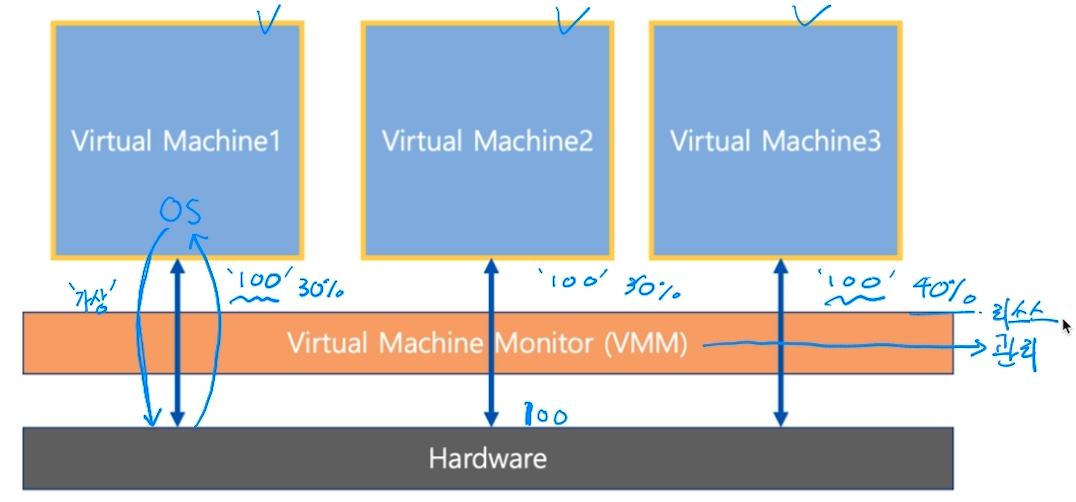 Virtual Machine1
Virtual Machine2
Virtual Machine3
OS
'가상'
'100' 30%
'100' 30%
'100' 40%
리소스
Virtual Machine Monitor (VMM)
관리
100
Hardware